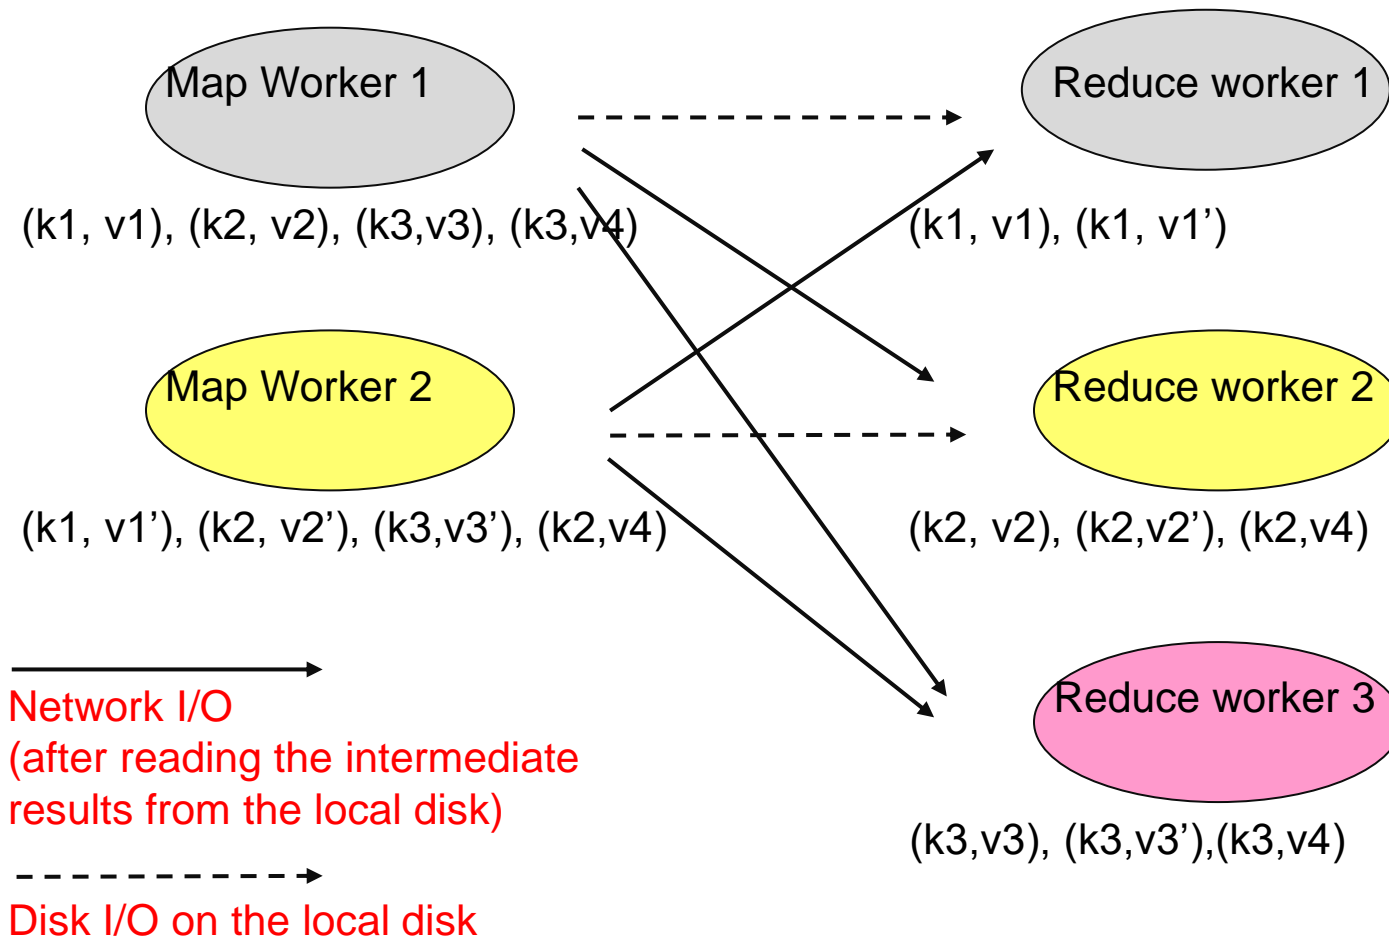 Map Worker 1
Reduce worker 1
(k1, v1), (k2, v2), (k3,v3), (k3,v4)
(k1, v1), (k1, v1’)
Map Worker 2
Reduce worker 2
(k1, v1’), (k2, v2’), (k3,v3’), (k2,v4)
(k2, v2), (k2,v2’), (k2,v4)
Reduce worker 3
(k3,v3), (k3,v3’),(k3,v4)
Network I/O
(after reading the intermediate
results from the local disk)
Disk I/O on the local disk